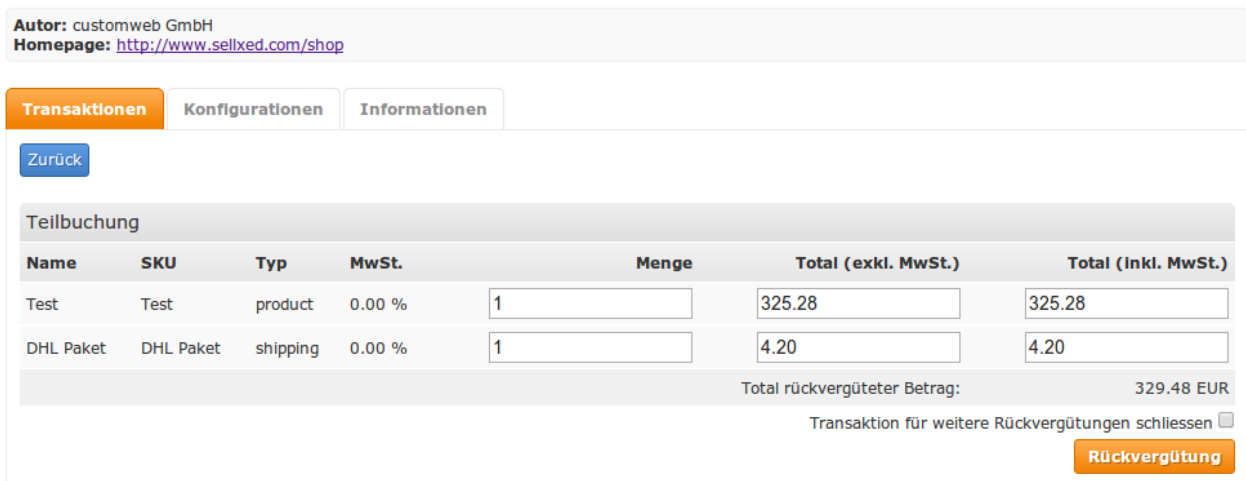 Autor: customweb GmbH
Homepage: http://www.sellxed.com/shop
Transaktionen Konfigurationen Informationen
Zurück
Teilbuchung
Name SKU Typ MwSt. Menge Total (exkl. MwSt.) Total (inkl. MwSt.)
Test Test product 0.00 % 1 325.28 325.28
DHL Paket DHL Paket shipping 0.00 % 1 4.20 4.20
Total rückvergüteter Betrag: 329.48 EUR
Transaktion für weitere Rückvergütungen schliessen
Rückvergütung